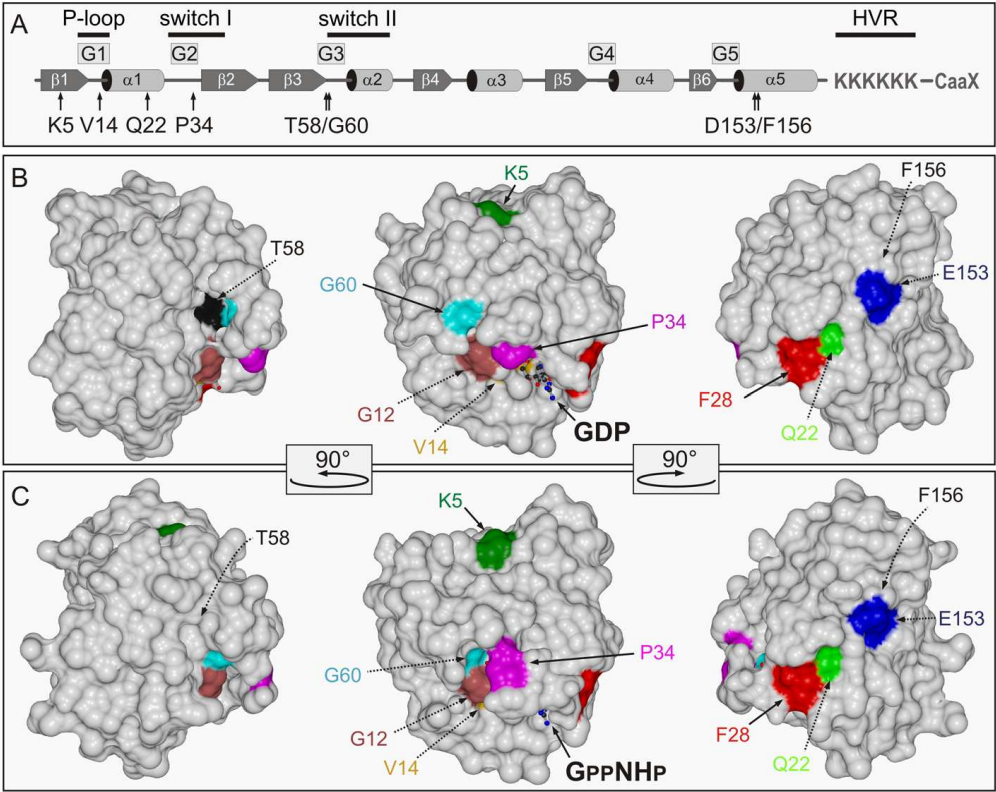 A
P-loop switch I switch II HVR
G1 G2 G3 G4 G5
β1 α1 β2 β3 α2 β4 α3 β5 α4 β6 α5 KKKKKK–CaaX
K5 V14 Q22 P34 T58/G60 D153/F156
B
K5
F156
T58
E153
G60
P34
F28
G12
Q22
V14
GDP
90° 90°
C
K5
F156
T58
E153
P34
G60
F28
G12
Q22
V14
GPPNHP